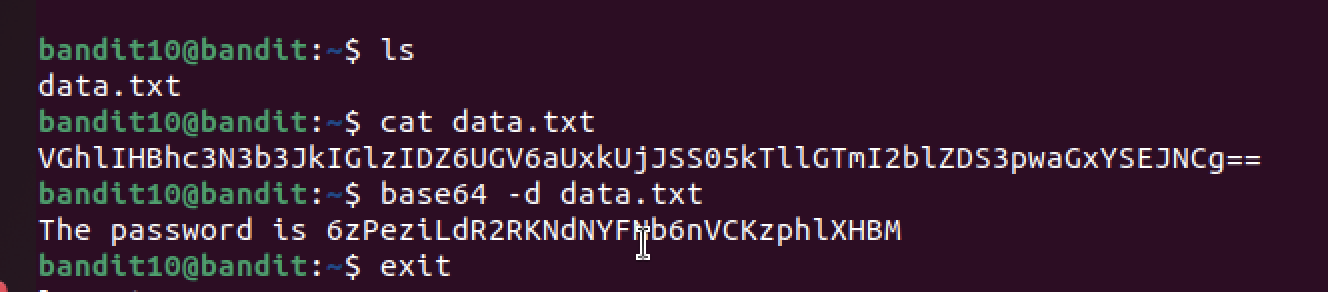 bandit10@bandit:~$ ls
data.txt
bandit10@bandit:~$ cat data.txt
VGhlIHBhc3N3b3JkIGlzIDZ6UGV6aUxkUjJSS05kTllGTmI2blZDS3pwaGxYSEJNCg==
bandit10@bandit:~$ base64 -d data.txt
The password is 6zPeziLdR2RKNdNYFNb6nVCKzphlXHBM
bandit10@bandit:~$ exit